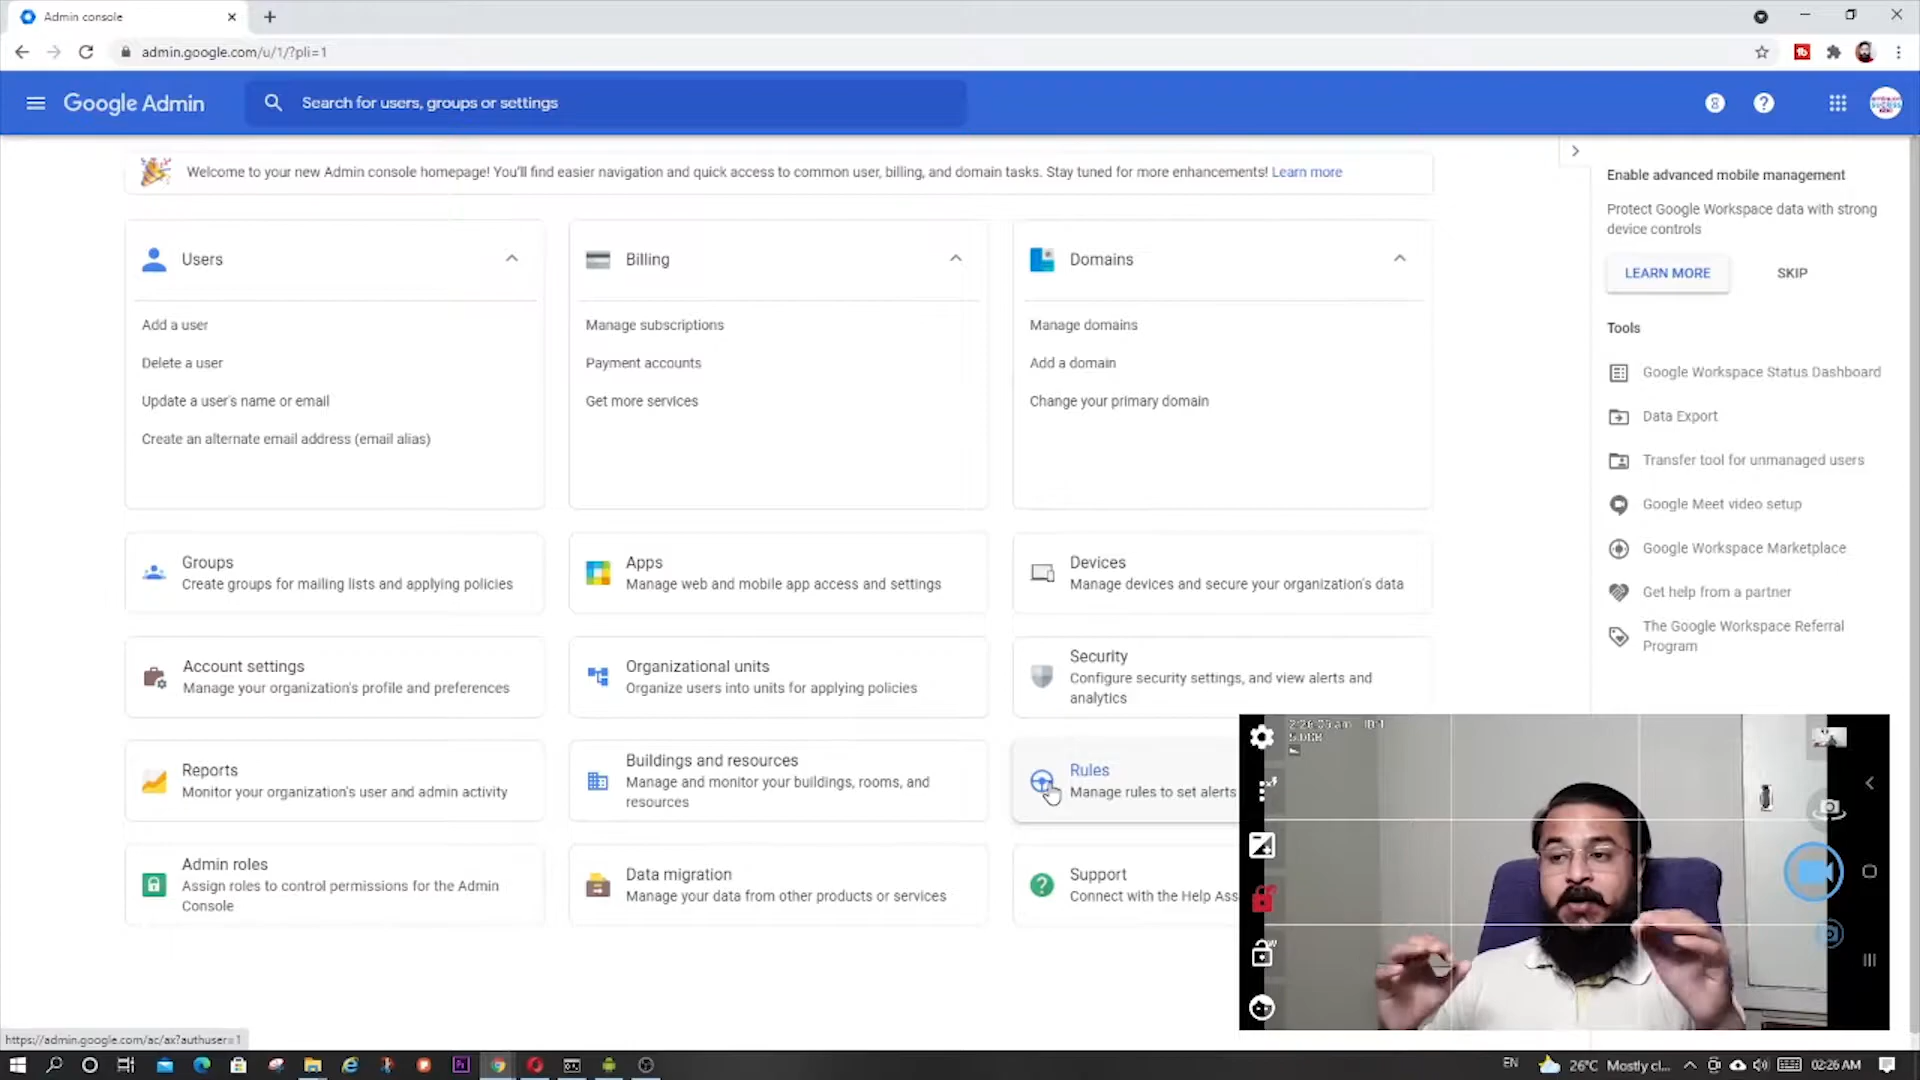 Admin console
admin.google.com/u/1/?pli=1
Google Admin
Search for users, groups or settings
Welcome to your new Admin console homepage! You'll find easier navigation and quick access to common user, billing, and domain tasks. Stay tuned for more enhancements! Learn more
Users
Add a user
Delete a user
Update a user's name or email
Create an alternate email address (email alias)
Billing
Manage subscriptions
Payment accounts
Get more services
Domains
Manage domains
Add a domain
Change your primary domain
Groups
Create groups for mailing lists and applying policies
Apps
Manage web and mobile app access and settings
Devices
Manage devices and secure your organization's data
Account settings
Manage your organization's profile and preferences
Organizational units
Organize users into units for applying policies
Security
Configure security settings, and view alerts and
analytics
Reports
Monitor your organization's user and admin activity
Buildings and resources
Manage and monitor your buildings, rooms, and
resources
Rules
Manage rules to set alerts
Admin roles
Assign roles to control permissions for the Admin
Console
Data migration
Manage your data from other products or services
Support
Connect with the Help
Enable advanced mobile management
Protect Google Workspace data with strong
device controls
LEARN MORE
SKIP
Tools
Google Workspace Status Dashboard
Data Export
Transfer tool for unmanaged users
Google Meet video setup
Google Workspace Marketplace
Get help from a partner
The Google Workspace Referral
Program
https://admin.google.com/ac/ax?authuser=1
EN
26°C Mostly cl...
02:26 AM